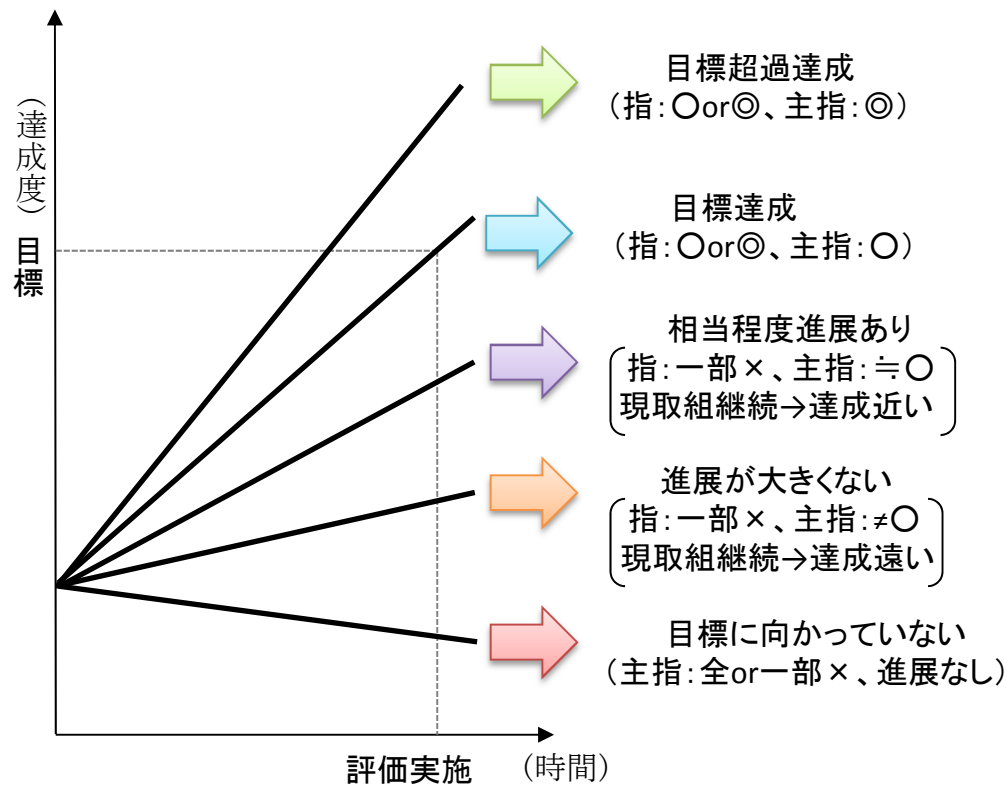 (達成度)
目標
目標超過達成
(指:〇or◎、主指:◎)
目標達成
(指:〇or◎、主指:〇)
相当程度進展あり
指:一部×、主指:≒〇
現取組継続→達成近い
進展が大きくない
指:一部×、主指:≠〇
現取組継続→達成遠い
目標に向かっていない
(主指:全or一部×、進展なし)
評価実施
(時間)